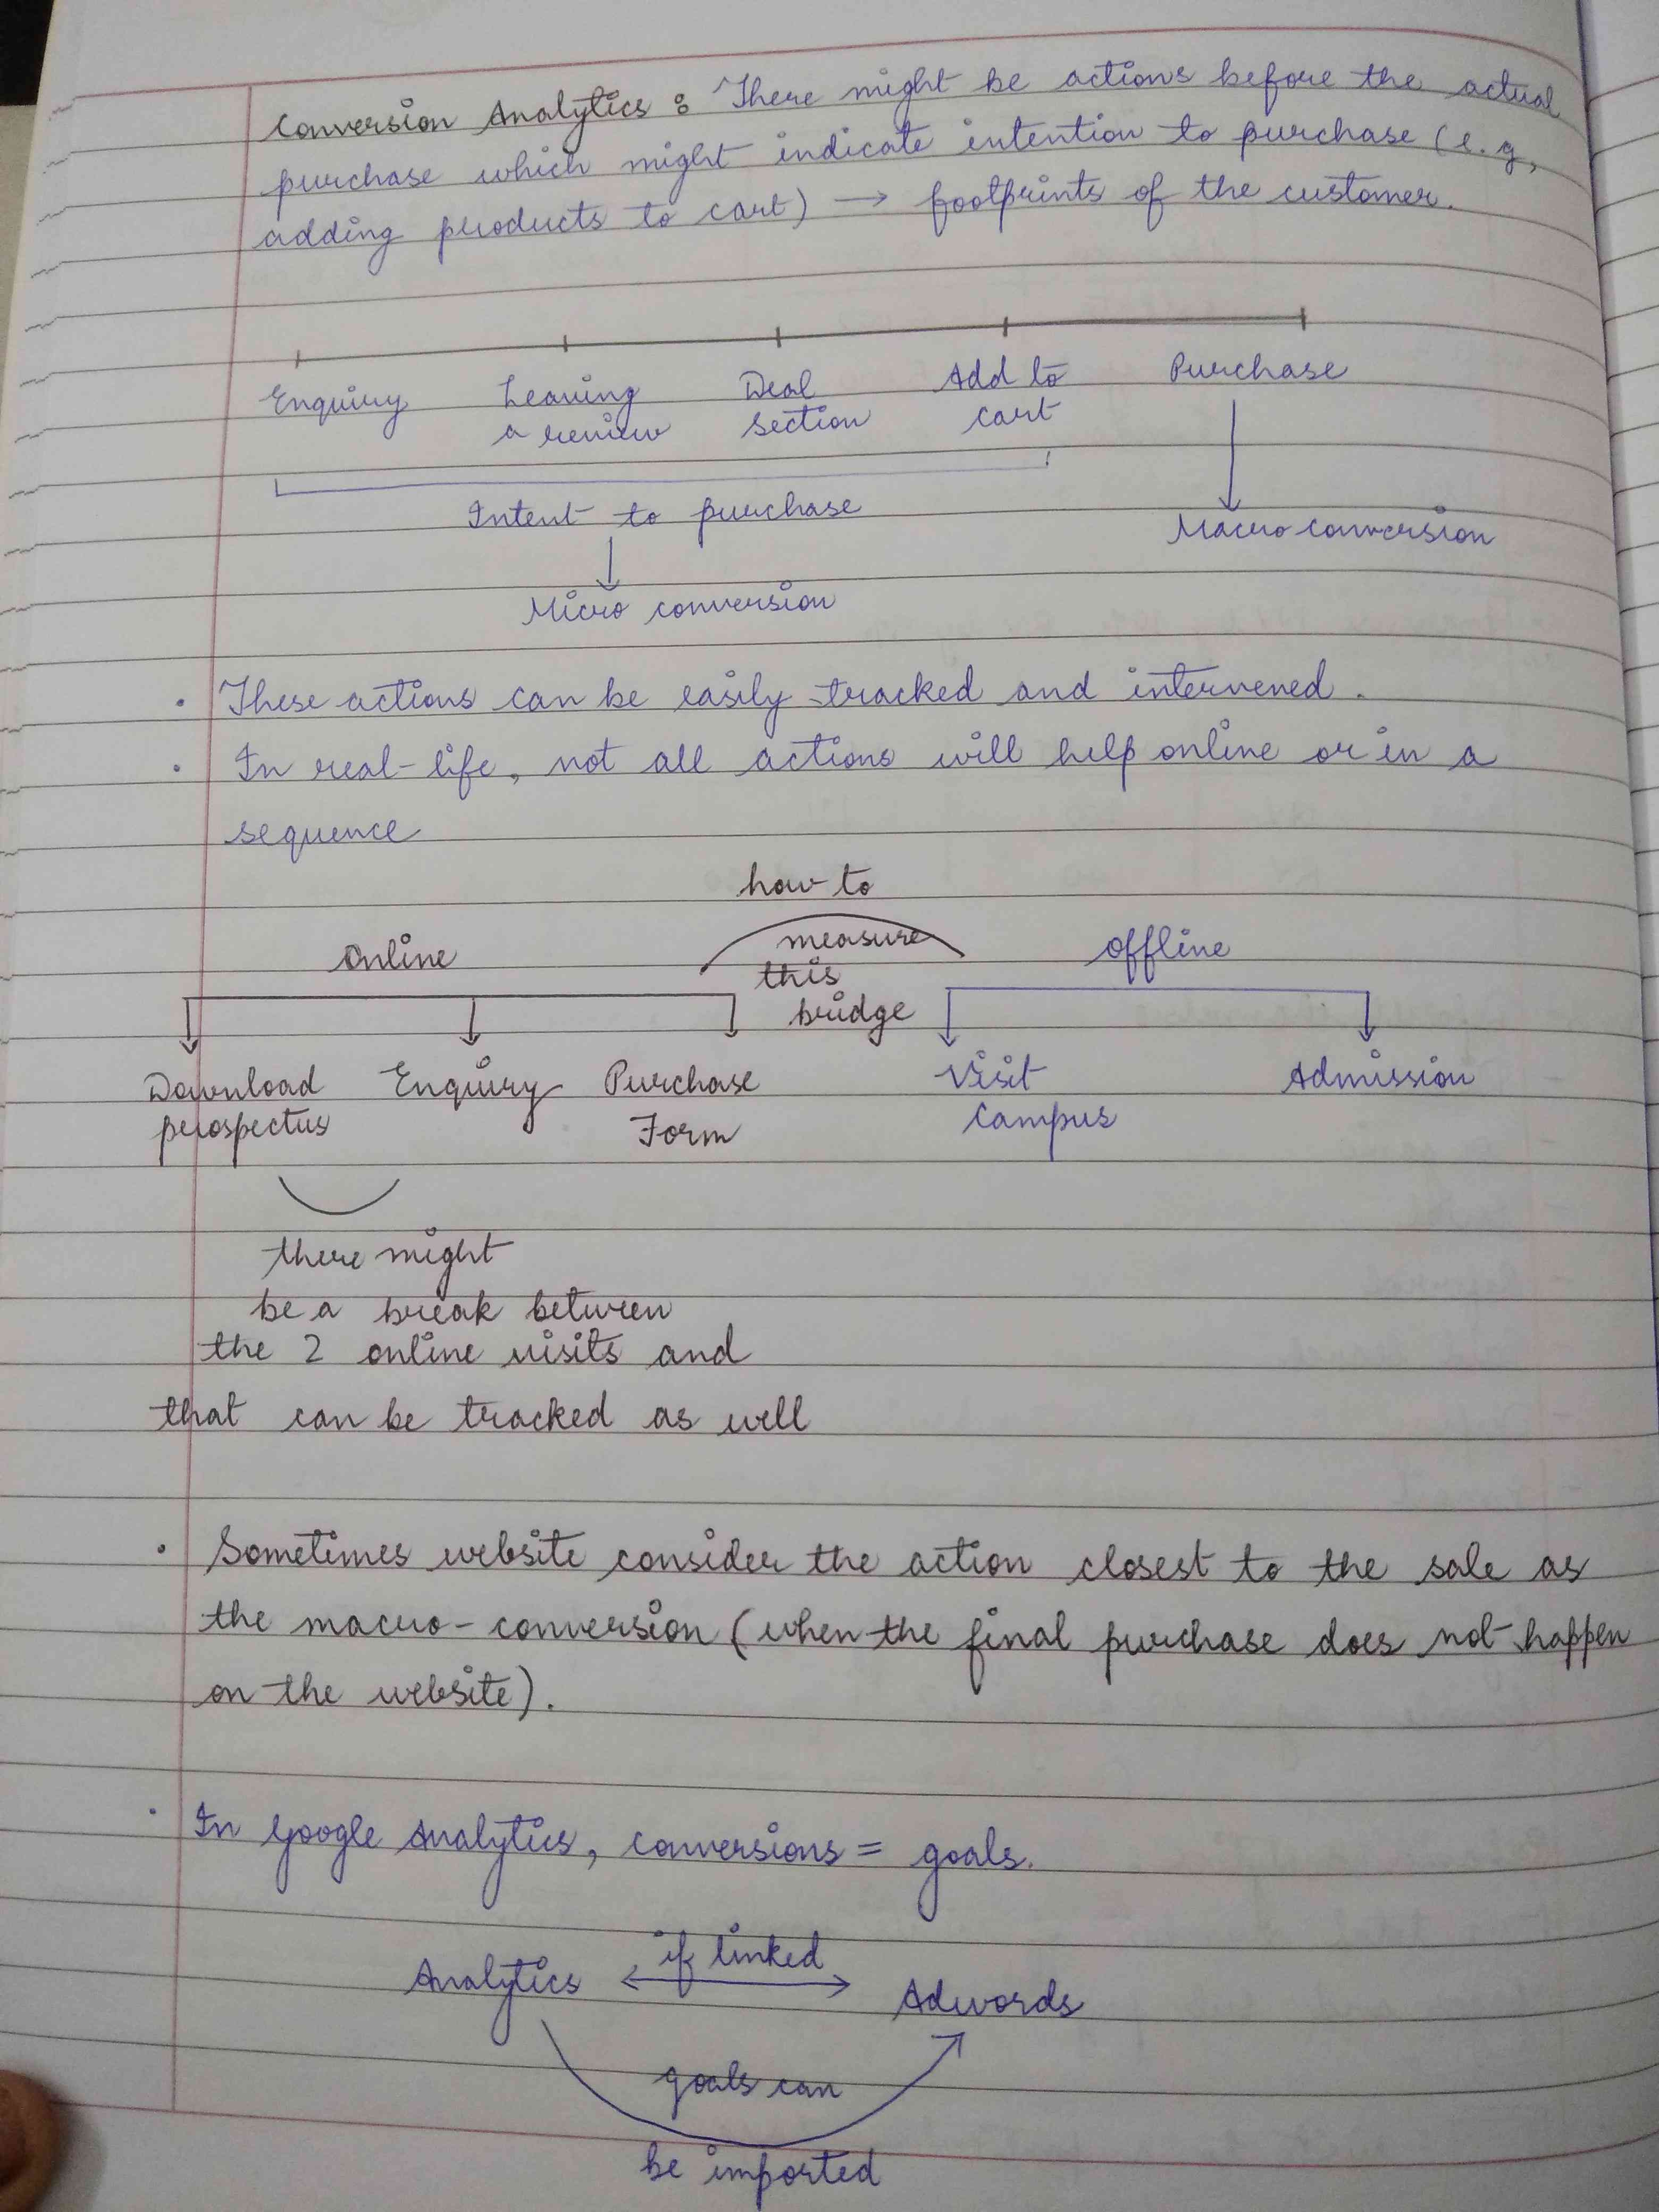 Conversion Analytics : There might be actions before the actual
purchase which might indicate intention to purchase (e.g,
adding products to cart) → footprints of the customer.
Enquiry Leaving Deal Add to Purchase
a review section cart
Intent to purchase
Macro conversion
Micro conversion
• These actions can be easily tracked and intervened.
• In real-life, not all actions will help online or in a
sequence
how to
Online measure offline
this
bridge
Download Enquiry Purchase Visit Admission
prospectus Form Campus
there might
be a break between
the 2 online visits and
that can be tracked as well
• Sometimes website consider the action closest to the sale as
the macro-conversion (when the final purchase does not happen
on the website).
• In Google Analytics, conversions = goals.
if linked
Analytics ↔ Adwords
goals can
be imported